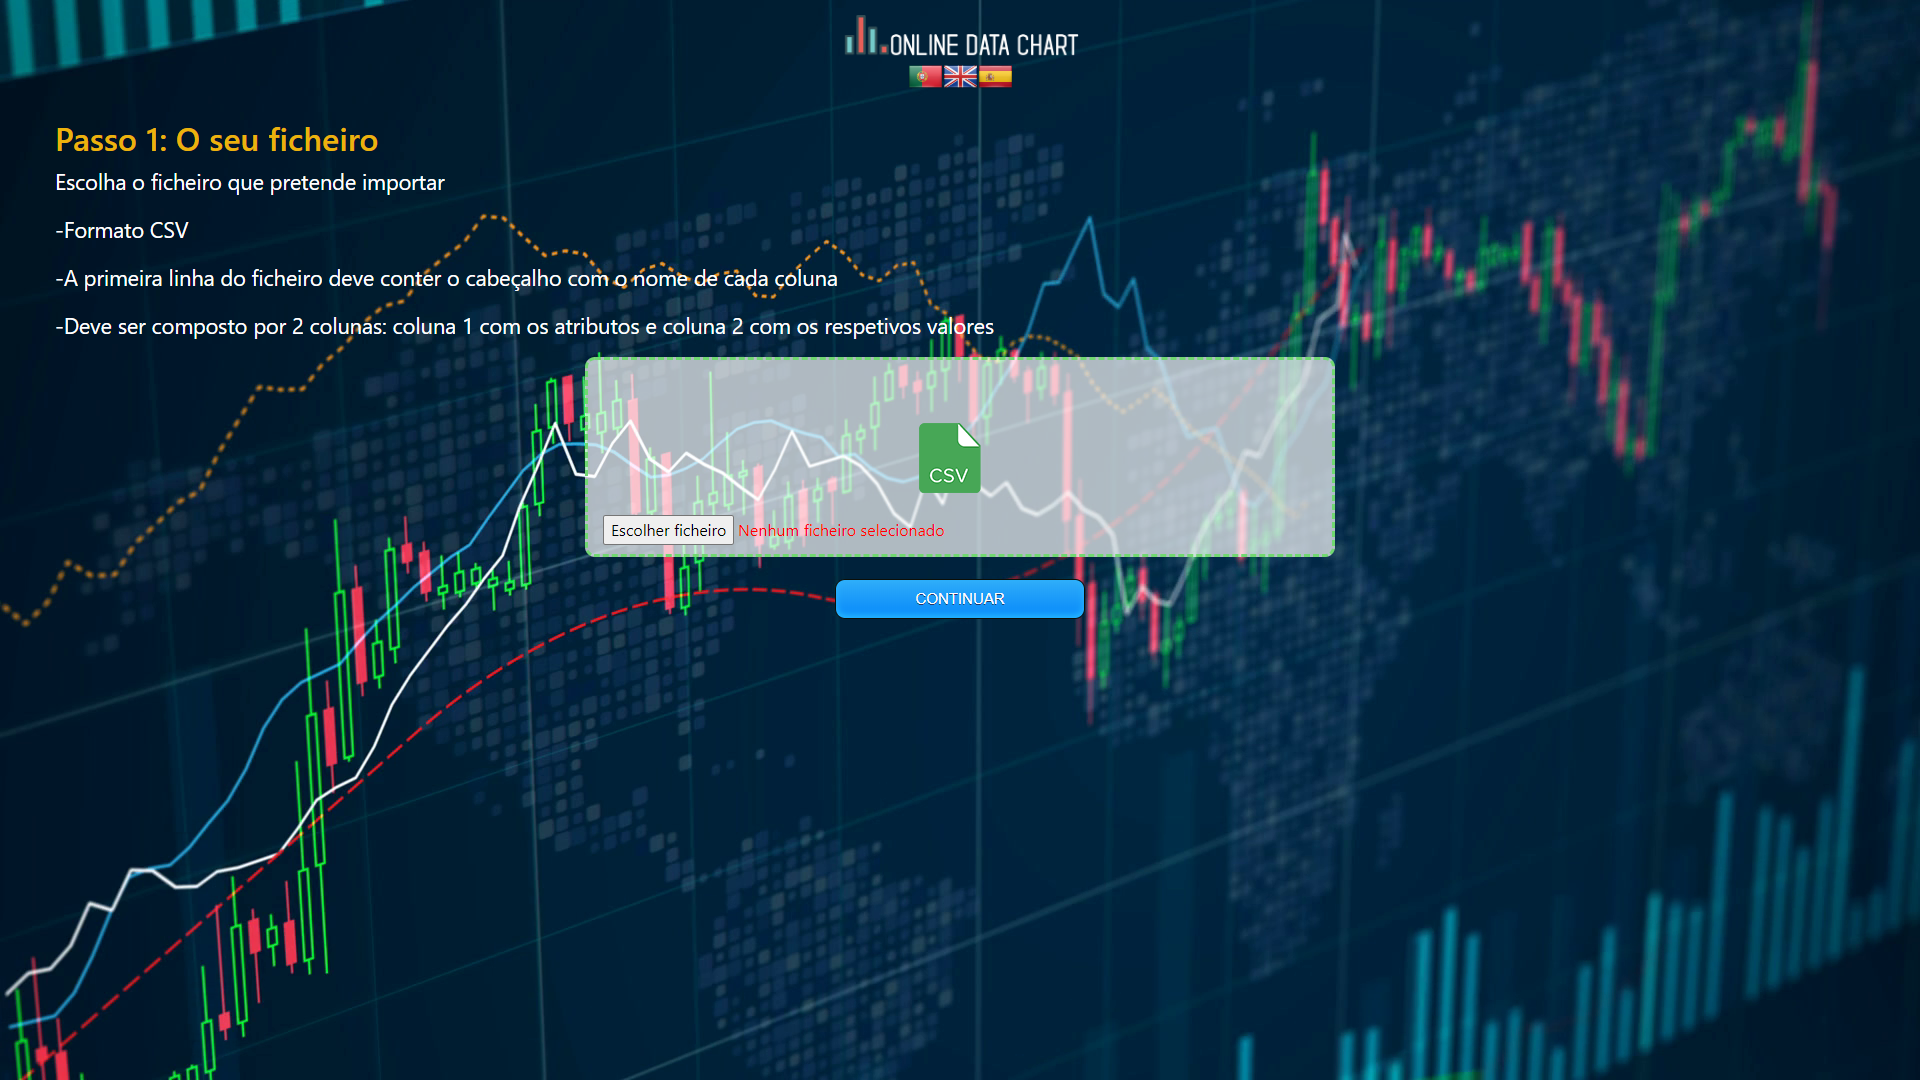 ONLINE DATA CHART
Passo 1: O seu ficheiro
Escolha o ficheiro que pretende importar
-Formato CSV
-A primeira linha do ficheiro deve conter o cabeçalho com o nome de cada coluna
-Deve ser composto por 2 colunas: coluna 1 com os atributos e coluna 2 com os respetivos valores
CSV
Escolher ficheiro Nenhum ficheiro selecionado
CONTINUAR